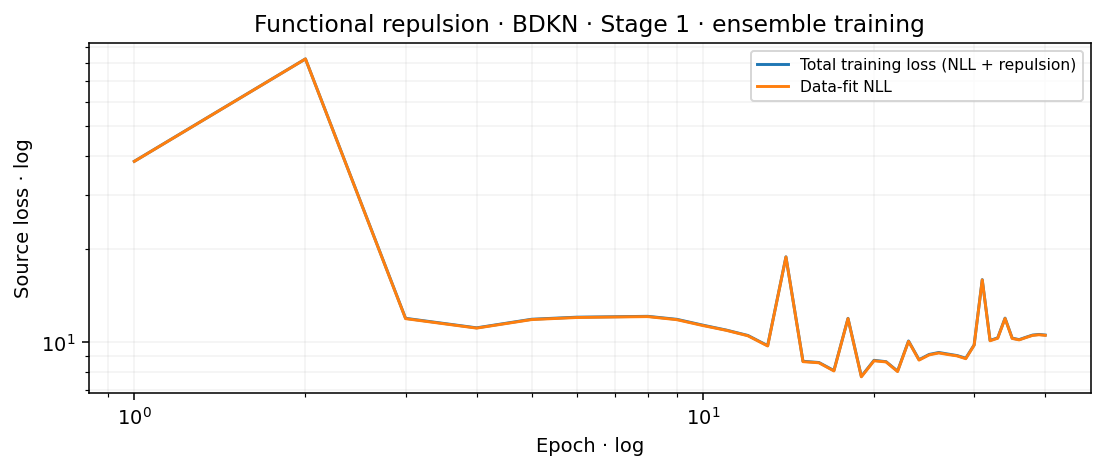 Functional repulsion · BDKN · Stage 1 · ensemble training
Total training loss (NLL + repulsion)
Data-fit NLL
Source loss · log
10¹
10⁰
10¹
Epoch · log